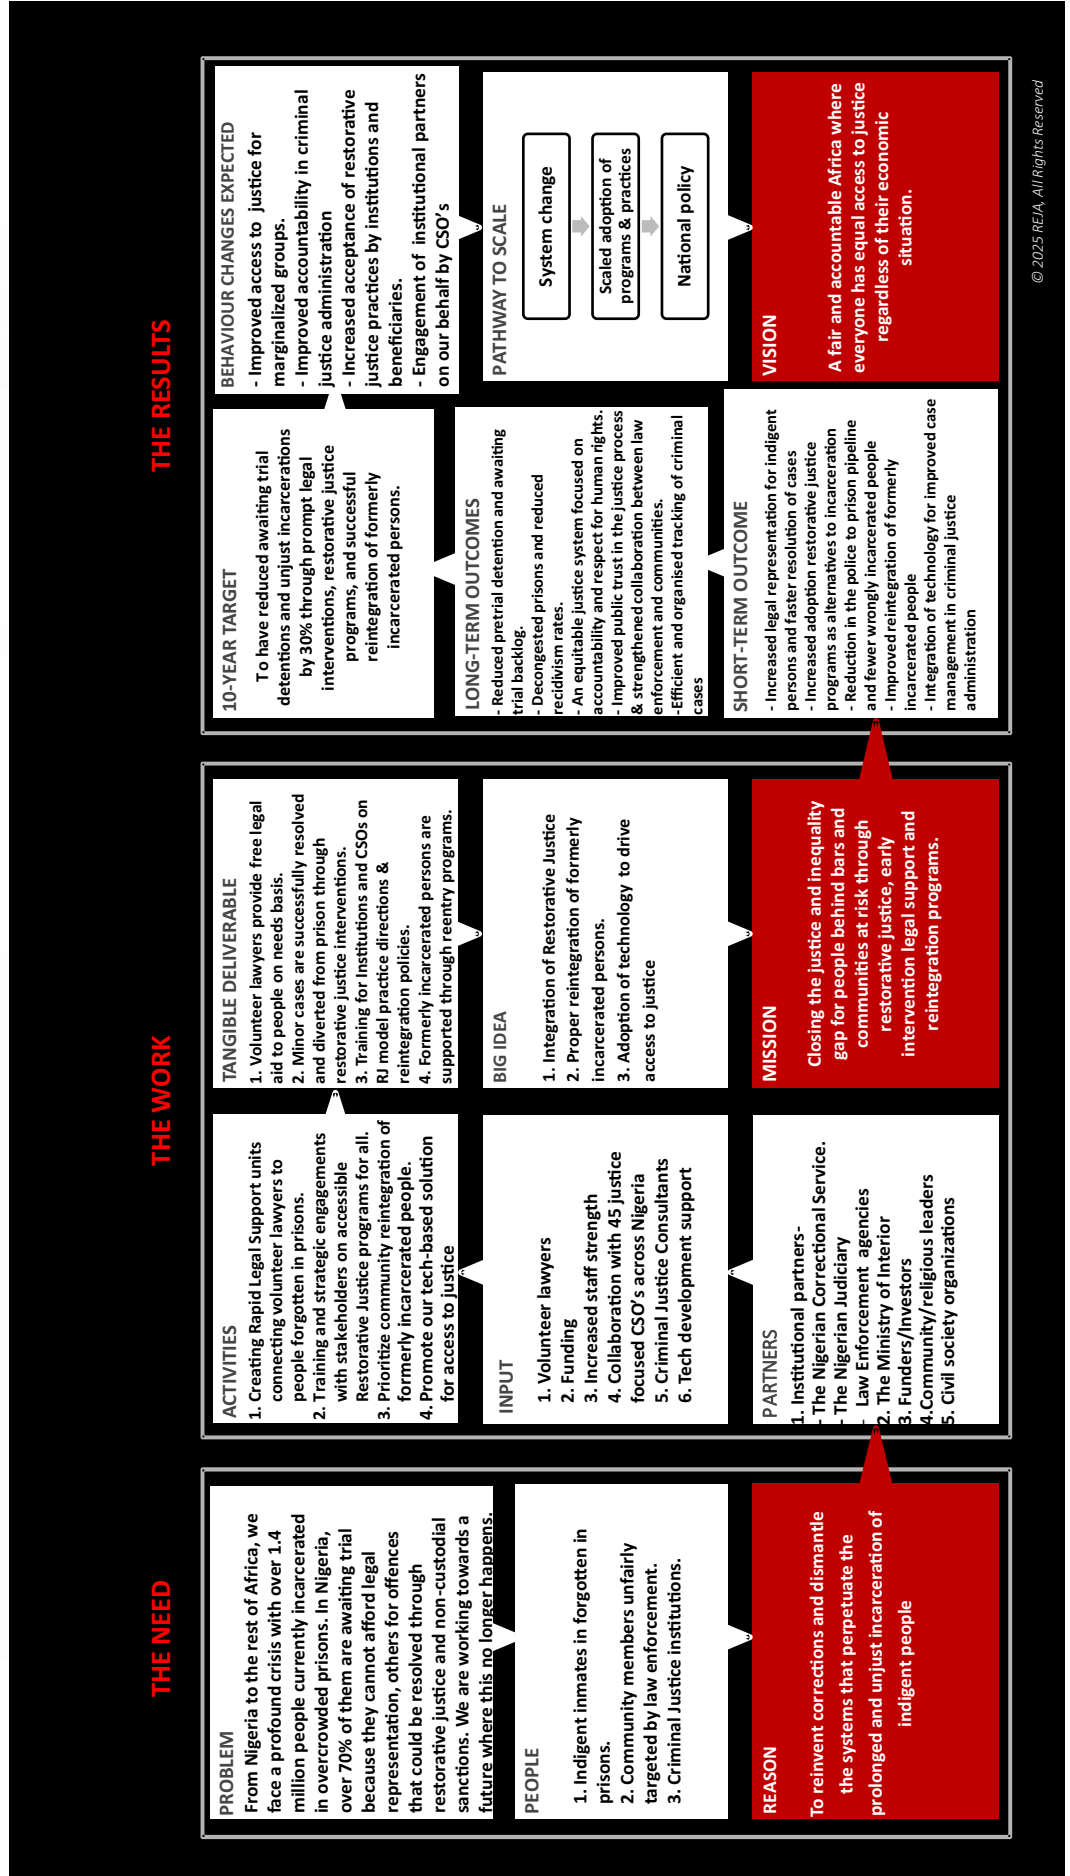 THE NEED
PROBLEM
From Nigeria to the rest of Africa, we
face a profound crisis with over 1.4
million people currently incarcerated
in overcrowded prisons. In Nigeria,
over 70% of them are awaiting trial
because they cannot afford legal
representation, others for offences
that could be resolved through
restorative justice and non-custodial
sanctions. We are working towards a
future where this no longer happens.
PEOPLE
1. Indigent inmates in forgotten in
prisons.
2. Community members unfairly
targeted by law enforcement.
3. Criminal Justice institutions.
REASON
To reinvent corrections and dismantle
the systems that perpetuate the
prolonged and unjust incarceration of
indigent people
THE WORK
ACTIVITIES
1. Creating Rapid Legal Support units
connecting volunteer lawyers to
people forgotten in prisons.
2. Training and strategic engagements
with stakeholders on accessible
Restorative Justice programs for all.
3. Prioritize community reintegration of
formerly incarcerated people.
4. Promote our tech-based solution
for access to justice
INPUT
1. Volunteer lawyers
2. Funding
3. Increased staff strength
4. Collaboration with 45 justice
focused CSO's across Nigeria
5. Criminal Justice Consultants
6. Tech development support
PARTNERS
1. Institutional partners-
- The Nigerian Correctional Service.
- The Nigerian Judiciary
- Law Enforcement agencies
2. The Ministry of Interior
3. Funders/Investors
4.Community/religious leaders
5. Civil society organizations
TANGIBLE DELIVERABLE
1. Volunteer lawyers provide free legal
aid to people on needs basis.
2. Minor cases are successfully resolved
and diverted from prison through
restorative justice interventions.
3. Training for Institutions and CSOs on
RJ model practice directions &
reintegration policies.
4. Formerly incarcerated persons are
supported through reentry programs.
BIG IDEA
1. Integration of Restorative Justice
2. Proper reintegration of formerly
incarcerated persons.
3. Adoption of technology to drive
access to justice
MISSION
Closing the justice and inequality
gap for people behind bars and
communities at risk through
restorative justice, early
intervention legal support and
reintegration programs.
THE RESULTS
10-YEAR TARGET
To have reduced awaiting trial
detentions and unjust incarcerations
by 30% through prompt legal
interventions, restorative justice
programs, and successful
reintegration of formerly
incarcerated persons.
LONG-TERM OUTCOMES
- Reduced pretrial detention and awaiting
trial backlog.
- Decongested prisons and reduced
recidivism rates.
- An equitable justice system focused on
accountability and respect for human rights.
- Improved public trust in the justice process
& strengthened collaboration between law
enforcement and communities.
-Efficient and organised tracking of criminal
cases
SHORT-TERM OUTCOME
- Increased legal representation for indigent
persons and faster resolution of cases
- Increased adoption restorative justice
programs as alternatives to incarceration
- Reduction in the police to prison pipeline
and fewer wrongly incarcerated people
- Improved reintegration of formerly
incarcerated people
- Integration of technology for improved case
management in criminal justice
administration
BEHAVIOUR CHANGES EXPECTED
- Improved access to justice for
marginalized groups.
- Improved accountability in criminal
justice administration
- Increased acceptance of restorative
justice practices by institutions and
beneficiaries.
- Engagement of institutional partners
on our behalf by CSO's
PATHWAY TO SCALE
System change
Scaled adoption of
programs & practices
National policy
VISION
A fair and accountable Africa where
everyone has equal access to justice
regardless of their economic
situation.
© 2025 REJA, All Rights Reserved